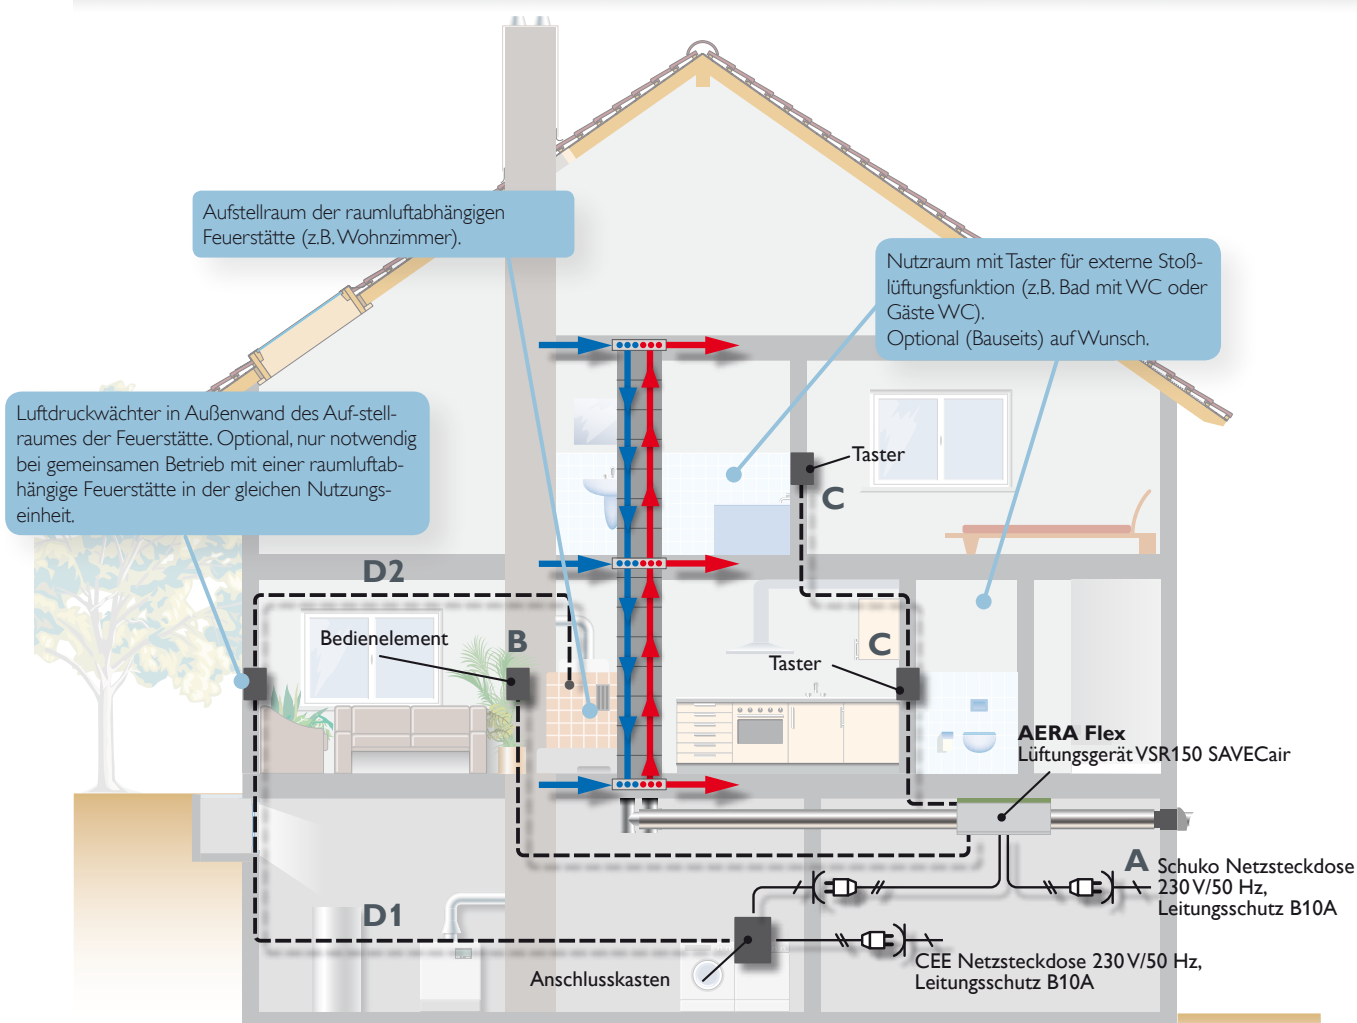 Aufstellraum der raumluftabhängigen
Feuerstätte (z.B. Wohnzimmer).
Nutzraum mit Taster für externe Stoß-
lüftungsfunktion (z.B. Bad mit WC oder
Gäste WC).
Optional (Bauseits) auf Wunsch.
Luftdruckwächter in Außenwand des Auf-stell-
raumes der Feuerstätte. Optional, nur notwendig
bei gemeinsamen Betrieb mit einer raumluftab-
hängige Feuerstätte in der gleichen Nutzungs-
einheit.
Taster
C
D2
Bedienelement
B
C
Taster
AERA Flex
Lüftungsgerät VSR150 SAVECair
A
Schuko Netzsteckdose
230 V/50 Hz,
Leitungsschutz B10A
D1
Anschlusskasten
CEE Netzsteckdose 230 V/50 Hz,
Leitungsschutz B10A